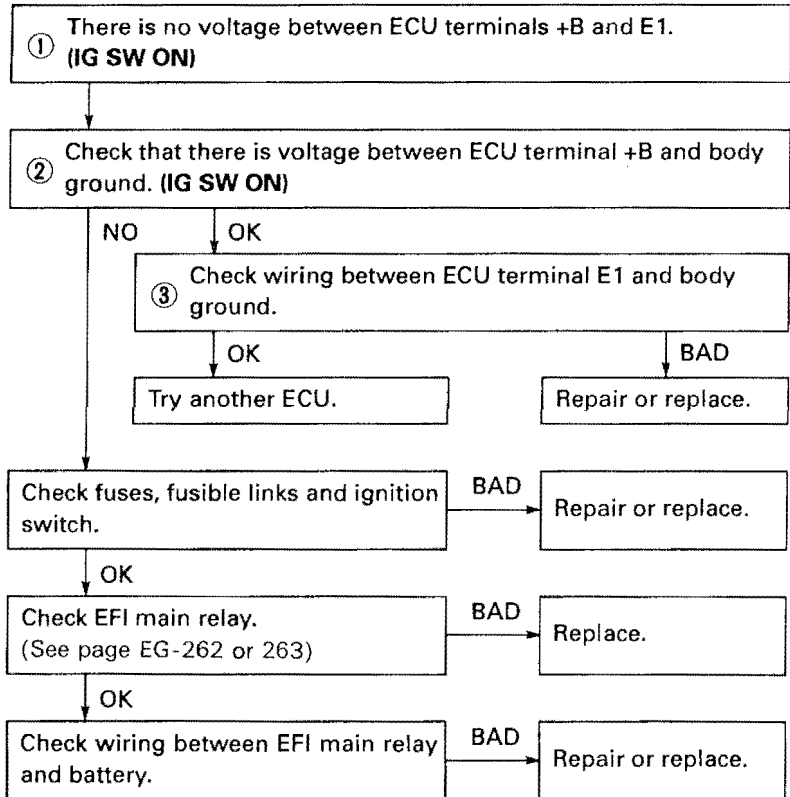 ① There is no voltage between ECU terminals +B and E1.
(IG SW ON)
② Check that there is voltage between ECU terminal +B and body
ground. (IG SW ON)
NO
OK
③ Check wiring between ECU terminal E1 and body
ground.
OK
BAD
Try another ECU.
Repair or replace.
Check fuses, fusible links and ignition
switch.
BAD
Repair or replace.
OK
Check EFI main relay.
(See page EG-262 or 263)
BAD
Replace.
OK
Check wiring between EFI main relay
and battery.
BAD
Repair or replace.